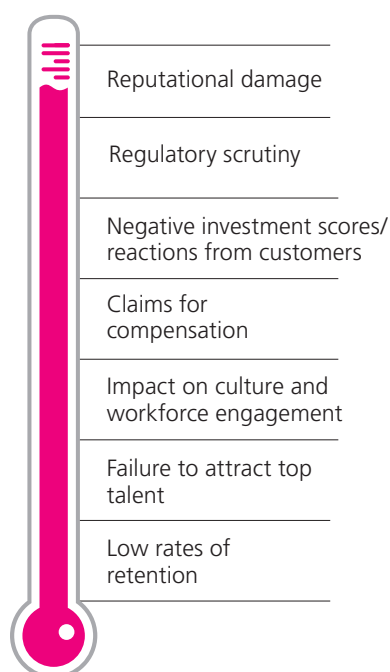 Reputational damage
Regulatory scrutiny
Negative investment scores/
reactions from customers
Claims for
compensation
Impact on culture and
workforce engagement
Failure to attract top
talent
Low rates of
retention